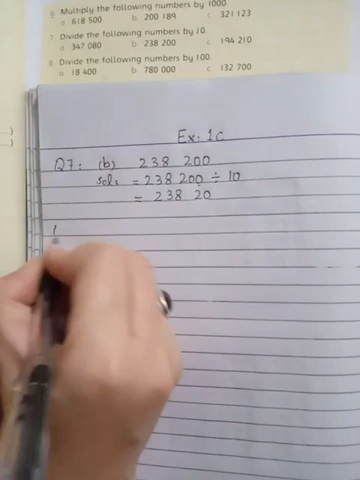 6 Multiply the following numbers by 1000.
a 618 500 b 200 189 c 321 123
7 Divide the following numbers by 10.
a 347 080 b 238 200 c 194 210
8 Divide the following numbers by 100.
a 18 400 b 780 000 c 132 700
Ex: 1c
Q7: (b) 238 200
Sol: = 238 200 ÷ 10
= 238 20
(